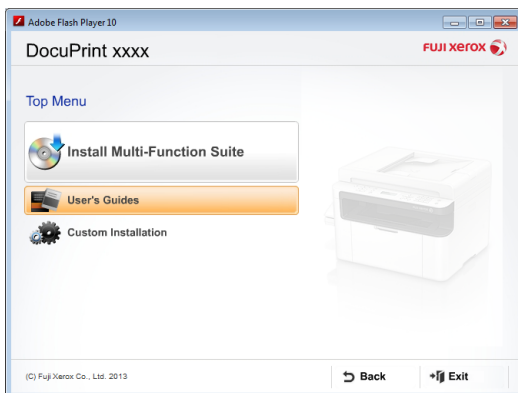 Adobe Flash Player 10
DocuPrint xxxx
FUJI xerox
Top Menu
Install Multi-Function Suite
User's Guides
Custom Installation
(C) Fuji Xerox Co., Ltd. 2013
Back
Exit